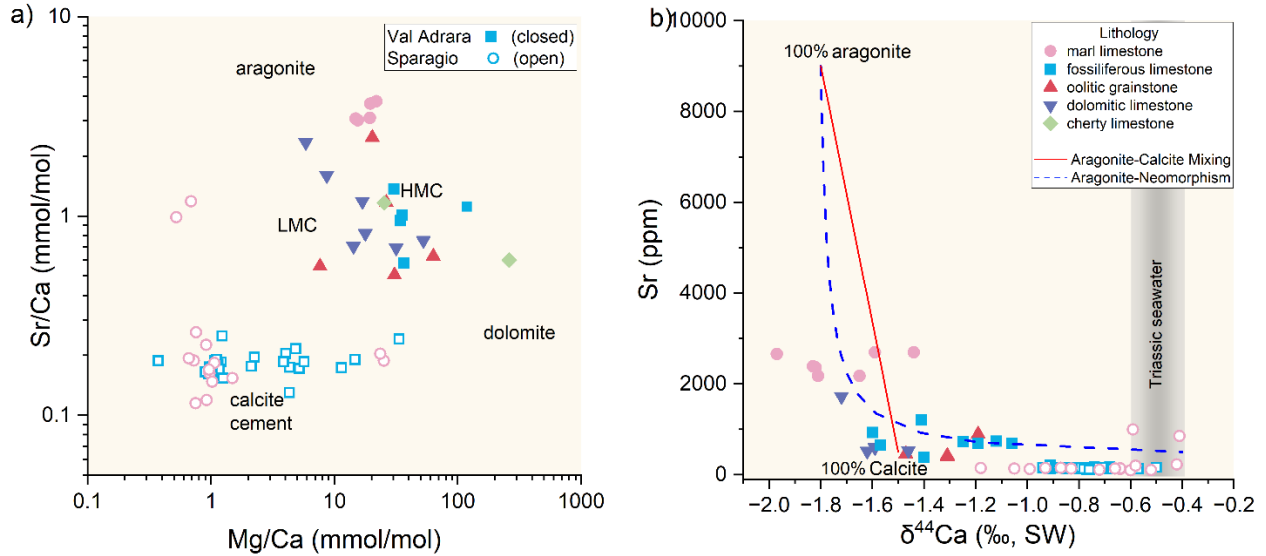 a)
Sr/Ca (mmol/mol)
10
1
0.1
Val Adrara (closed)
Sparagio (open)
aragonite
HMC
LMC
dolomite
calcite
cement
0.1 1 10 100 1000
Mg/Ca (mmol/mol)
b)
Sr (ppm)
10000
8000
6000
4000
2000
0
100% aragonite
100% Calcite
Triassic seawater
Lithology
marl limestone
fossiliferous limestone
oolitic grainstone
dolomitic limestone
cherty limestone
Aragonite-Calcite Mixing
Aragonite-Neomorphism
−2.0 −1.8 −1.6 −1.4 −1.2 −1.0 −0.8 −0.6 −0.4 −0.2
δ⁴⁴Ca (‰, SW)